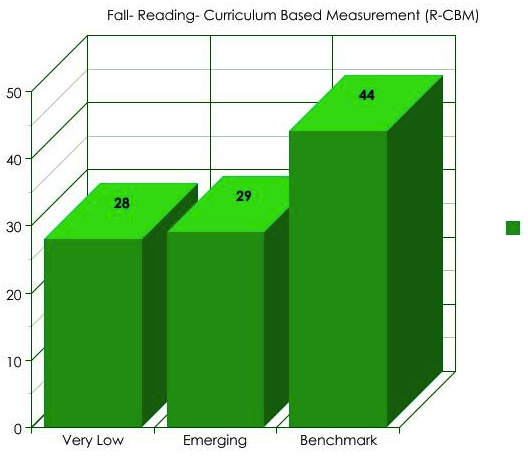 Fall- Reading- Curriculum Based Measurement (R-CBM)
50
40
30
20
10
0
28
29
44
Very Low
Emerging
Benchmark